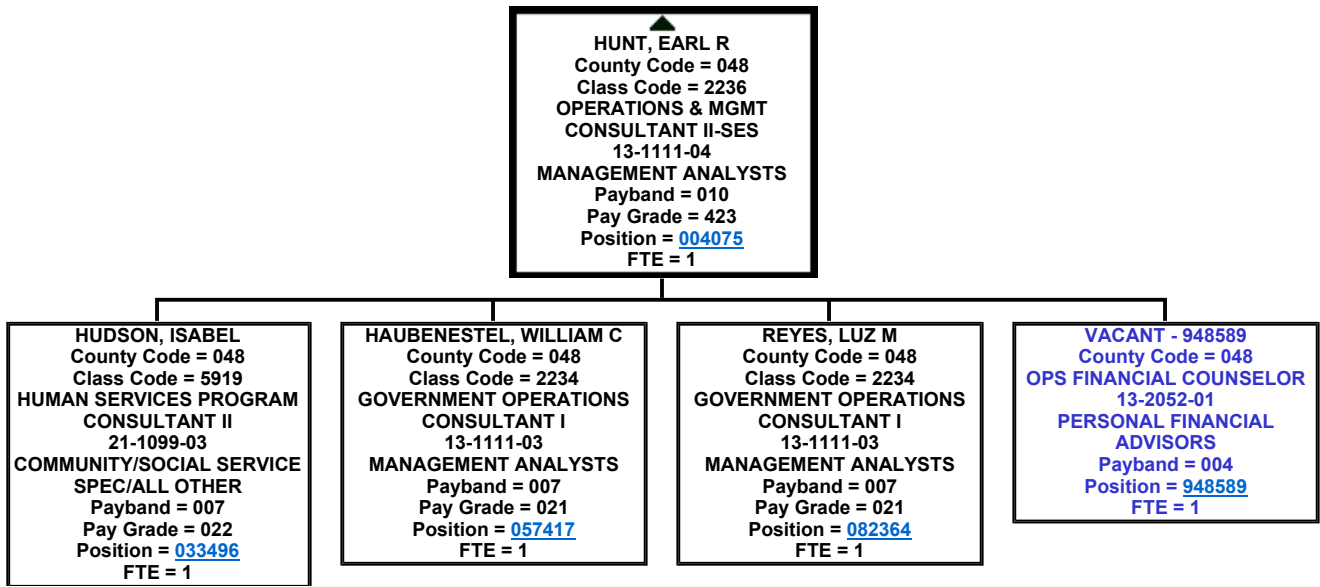 HUNT, EARL R
County Code = 048
Class Code = 2236
OPERATIONS & MGMT
CONSULTANT II-SES
13-1111-04
MANAGEMENT ANALYSTS
Payband = 010
Pay Grade = 423
Position = 004075
FTE = 1
HUDSON, ISABEL
County Code = 048
Class Code = 5919
HUMAN SERVICES PROGRAM
CONSULTANT II
21-1099-03
COMMUNITY/SOCIAL SERVICE
SPEC/ALL OTHER
Payband = 007
Pay Grade = 022
Position = 033496
FTE = 1
HAUBENESTEL, WILLIAM C
County Code = 048
Class Code = 2234
GOVERNMENT OPERATIONS
CONSULTANT I
13-1111-03
MANAGEMENT ANALYSTS
Payband = 007
Pay Grade = 021
Position = 057417
FTE = 1
REYES, LUZ M
County Code = 048
Class Code = 2234
GOVERNMENT OPERATIONS
CONSULTANT I
13-1111-03
MANAGEMENT ANALYSTS
Payband = 007
Pay Grade = 021
Position = 082364
FTE = 1
VACANT - 948589
County Code = 048
OPS FINANCIAL COUNSELOR
13-2052-01
PERSONAL FINANCIAL
ADVISORS
Payband = 004
Position = 948589
FTE = 1